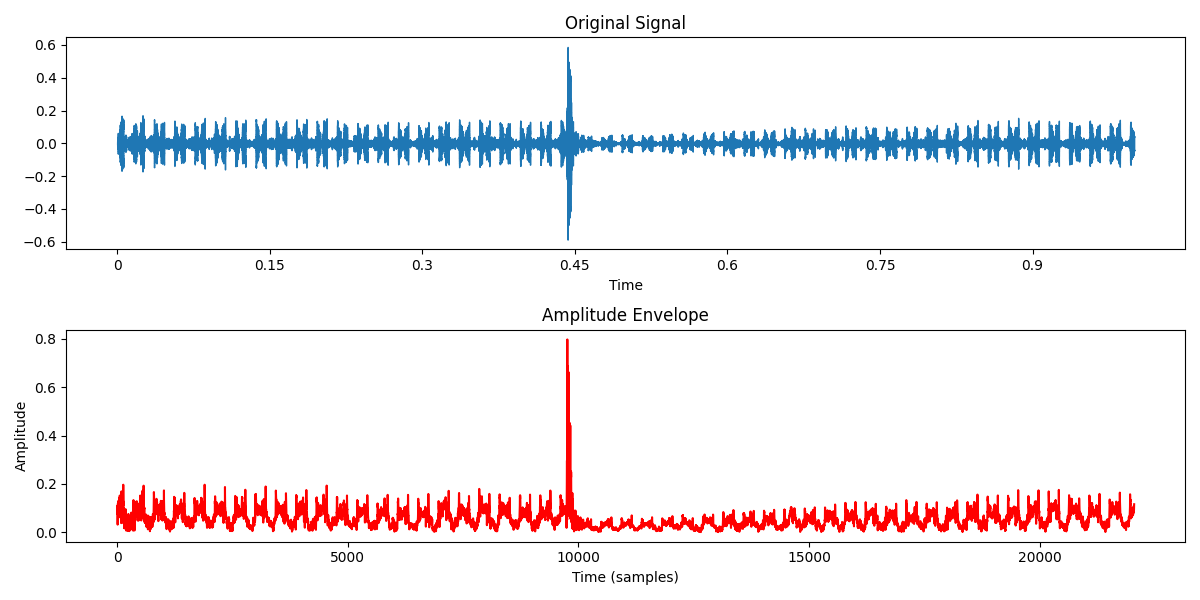 Original Signal
0.6
0.4
0.2
0.0
−0.2
−0.4
−0.6
0 0.15 0.3 0.45 0.6 0.75 0.9
Time
Amplitude Envelope
Amplitude
0.8
0.6
0.4
0.2
0.0
0 5000 10000 15000 20000
Time (samples)